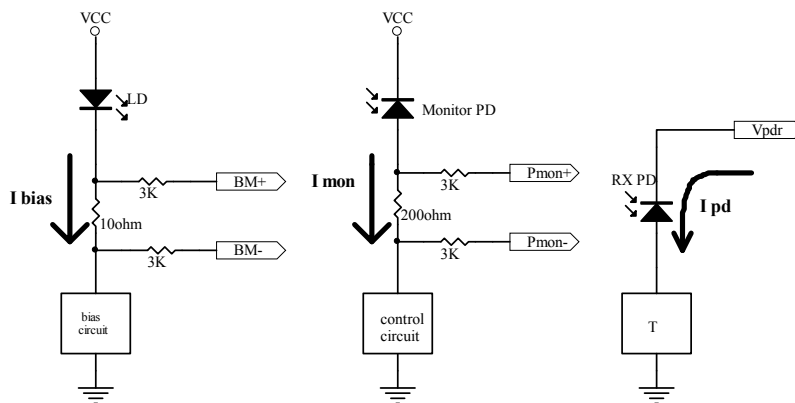 VCC
LD
I bias
3K
BM+
10ohm
3K
BM-
bias
circuit
VCC
Monitor PD
I mon
3K
Pmon+
200ohm
3K
Pmon-
control
circuit
Vpdr
RX PD
I pd
T